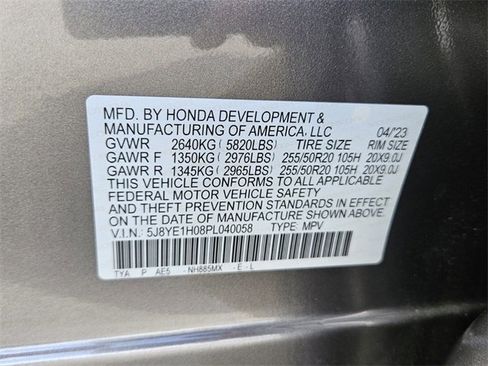 MFD. BY HONDA DEVELOPMENT &
MANUFACTURING OF AMERICA, LLC 04/'23
GVWR 2640KG (5820LBS) TIRE SIZE RIM SIZE
GAWR F 1350KG (2976LBS) 255/50R20 105H 20X9.0J
GAWR R 1345KG (2965LBS) 255/50R20 105H 20X9.0J
THIS VEHICLE CONFORMS TO ALL APPLICABLE
FEDERAL MOTOR VEHICLE SAFETY
AND THEFT PREVENTION STANDARDS IN EFFECT
ON THE DATE OF MANUFACTURE SHOWN ABOVE.
V.I.N.: 5J8YE1H08PL040058 TYPE: MPV
TYA P AE5 -NH885MX -E-L